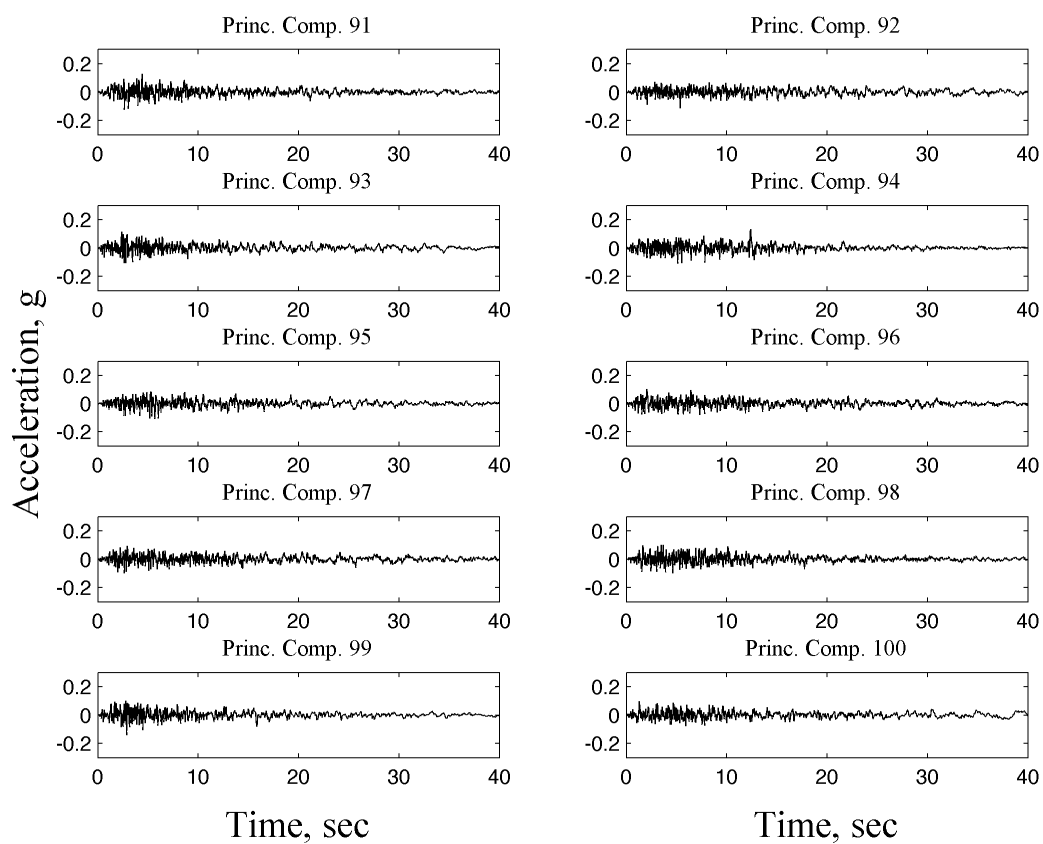 Princ. Comp. 91
Princ. Comp. 92
0.2
0
-0.2
0 10 20 30 40
0.2
0
-0.2
0 10 20 30 40
Princ. Comp. 93
Princ. Comp. 94
0.2
0
-0.2
0 10 20 30 40
0.2
0
-0.2
0 10 20 30 40
Princ. Comp. 95
Princ. Comp. 96
0.2
0
-0.2
0 10 20 30 40
0.2
0
-0.2
0 10 20 30 40
Princ. Comp. 97
Princ. Comp. 98
0.2
0
-0.2
0 10 20 30 40
0.2
0
-0.2
0 10 20 30 40
Princ. Comp. 99
Princ. Comp. 100
0.2
0
-0.2
0 10 20 30 40
0.2
0
-0.2
0 10 20 30 40
Acceleration, g
Time, sec
Time, sec